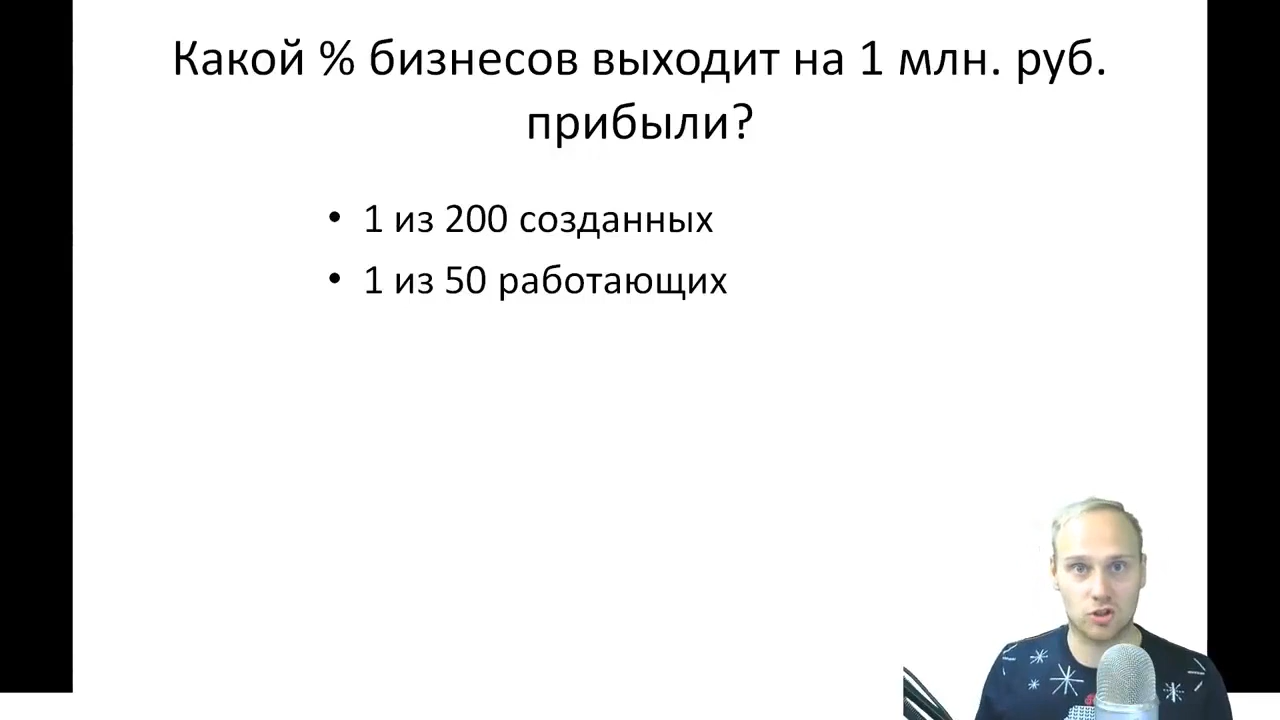 Какой % бизнесов выходит на 1 млн. руб.
прибыли?
• 1 из 200 созданных
• 1 из 50 работающих